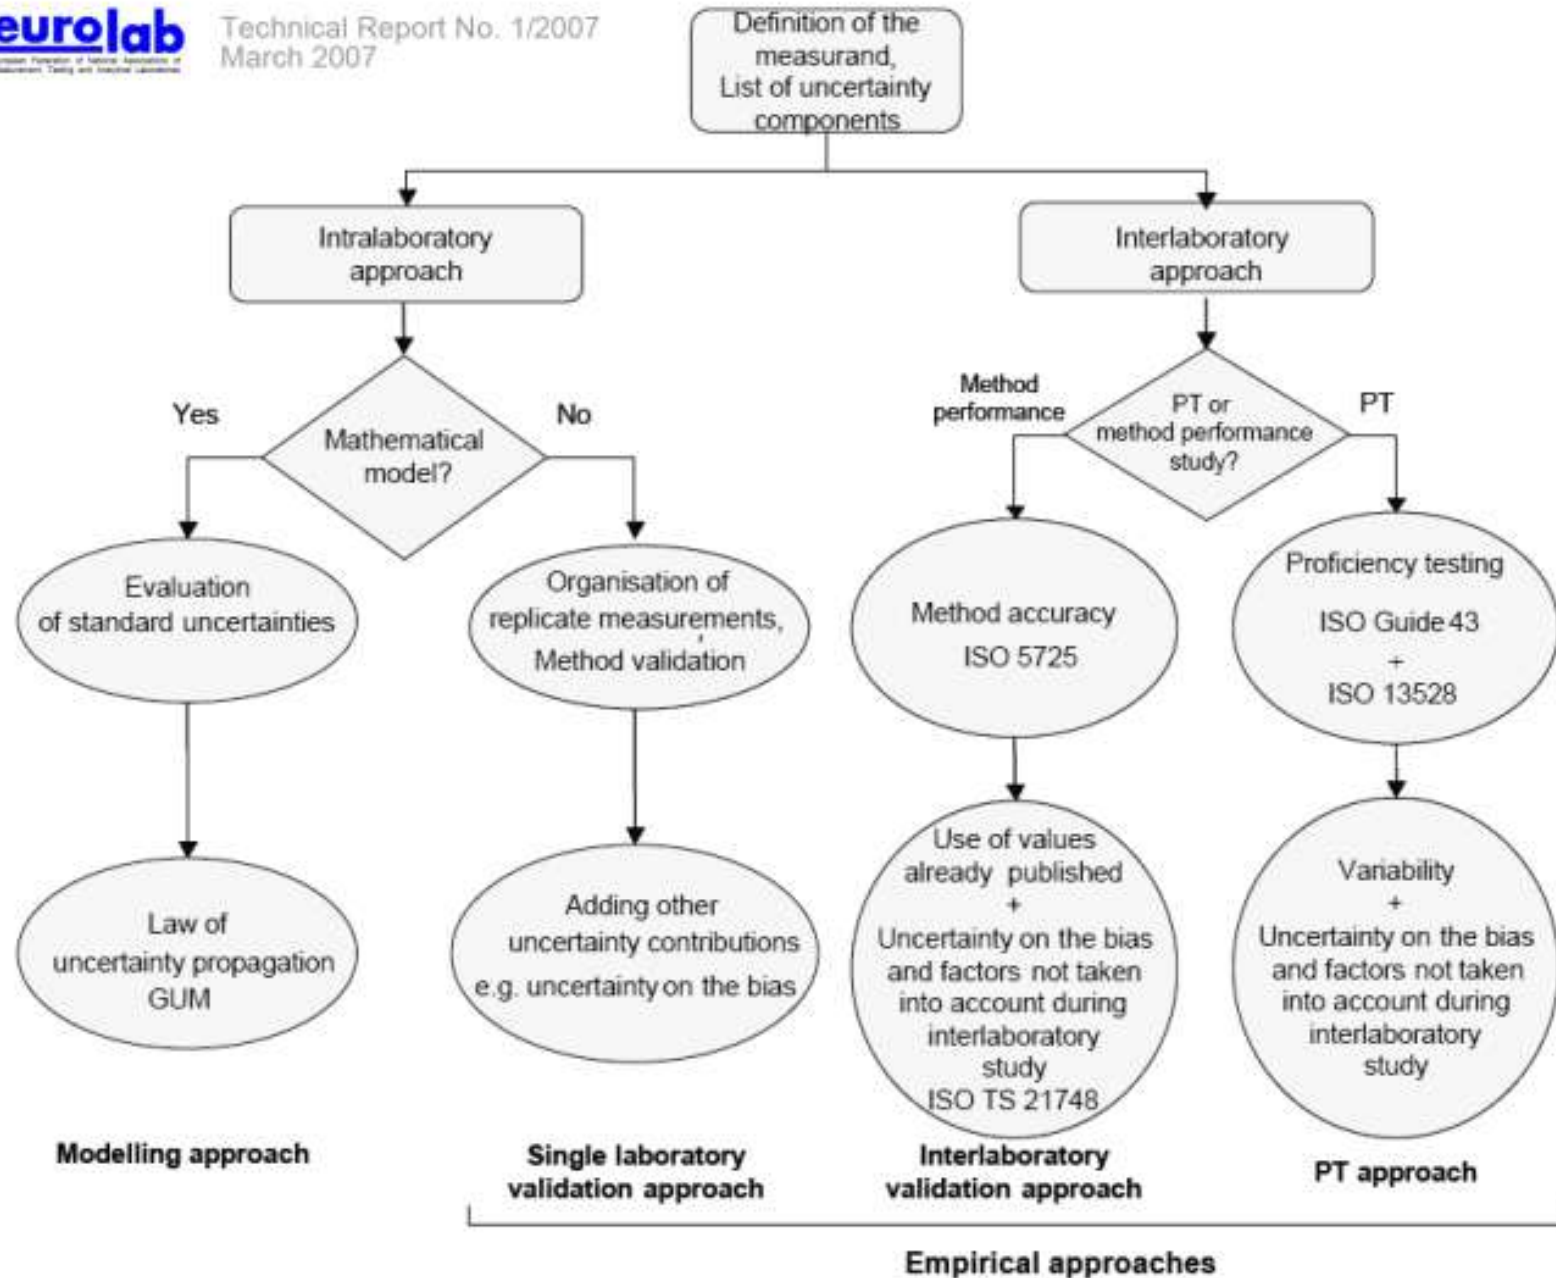 eurolab
Technical Report No. 1/2007
March 2007
Definition of the
measurand,
List of uncertainty
components
Intralaboratory
approach
Interlaboratory
approach
Yes
No
Mathematical
model?
Method
performance
PT
PT or
method performance
study?
Evaluation
of standard uncertainties
Organisation of
replicate measurements,
Method validation
Method accuracy
ISO 5725
Proficiency testing
ISO Guide 43
+
ISO 13528
Law of
uncertainty propagation
GUM
Adding other
uncertainty contributions
e.g. uncertainty on the bias
Use of values
already published
+
Uncertainty on the bias
and factors not taken
into account during
interlaboratory
study
ISO TS 21748
Variability
+
Uncertainty on the bias
and factors not taken
into account during
interlaboratory
study
Modelling approach
Single laboratory
validation approach
Interlaboratory
validation approach
PT approach
Empirical approaches